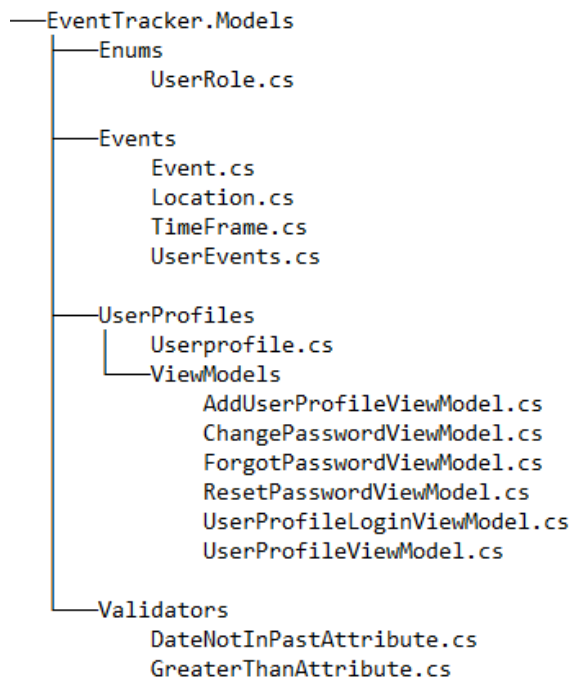 EventTracker.Models
Enums
UserRole.cs
Events
Event.cs
Location.cs
TimeFrame.cs
UserEvents.cs
UserProfiles
Userprofile.cs
ViewModels
AddUserProfileViewModel.cs
ChangePasswordViewModel.cs
ForgotPasswordViewModel.cs
ResetPasswordViewModel.cs
UserProfileLoginViewModel.cs
UserProfileViewModel.cs
Validators
DateNotInPastAttribute.cs
GreaterThanAttribute.cs